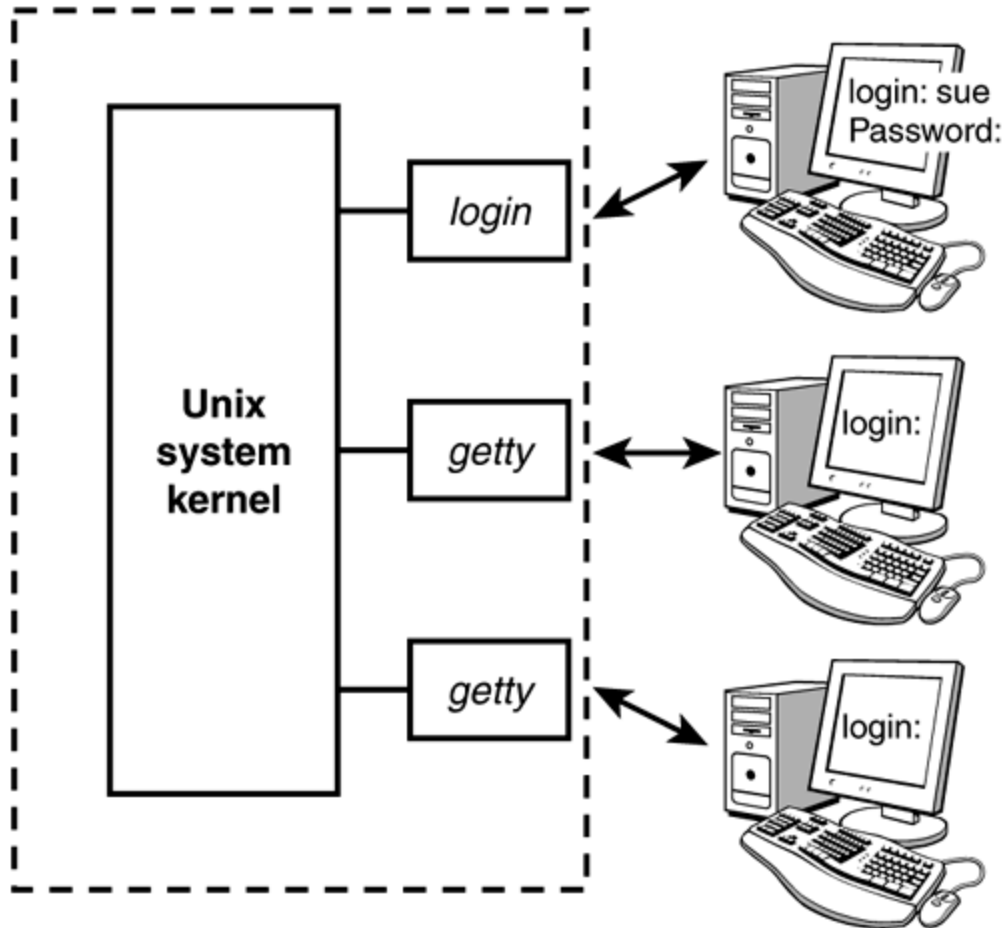 login
login: sue
Password:
Unix
system
kernel
getty
login:
getty
login: